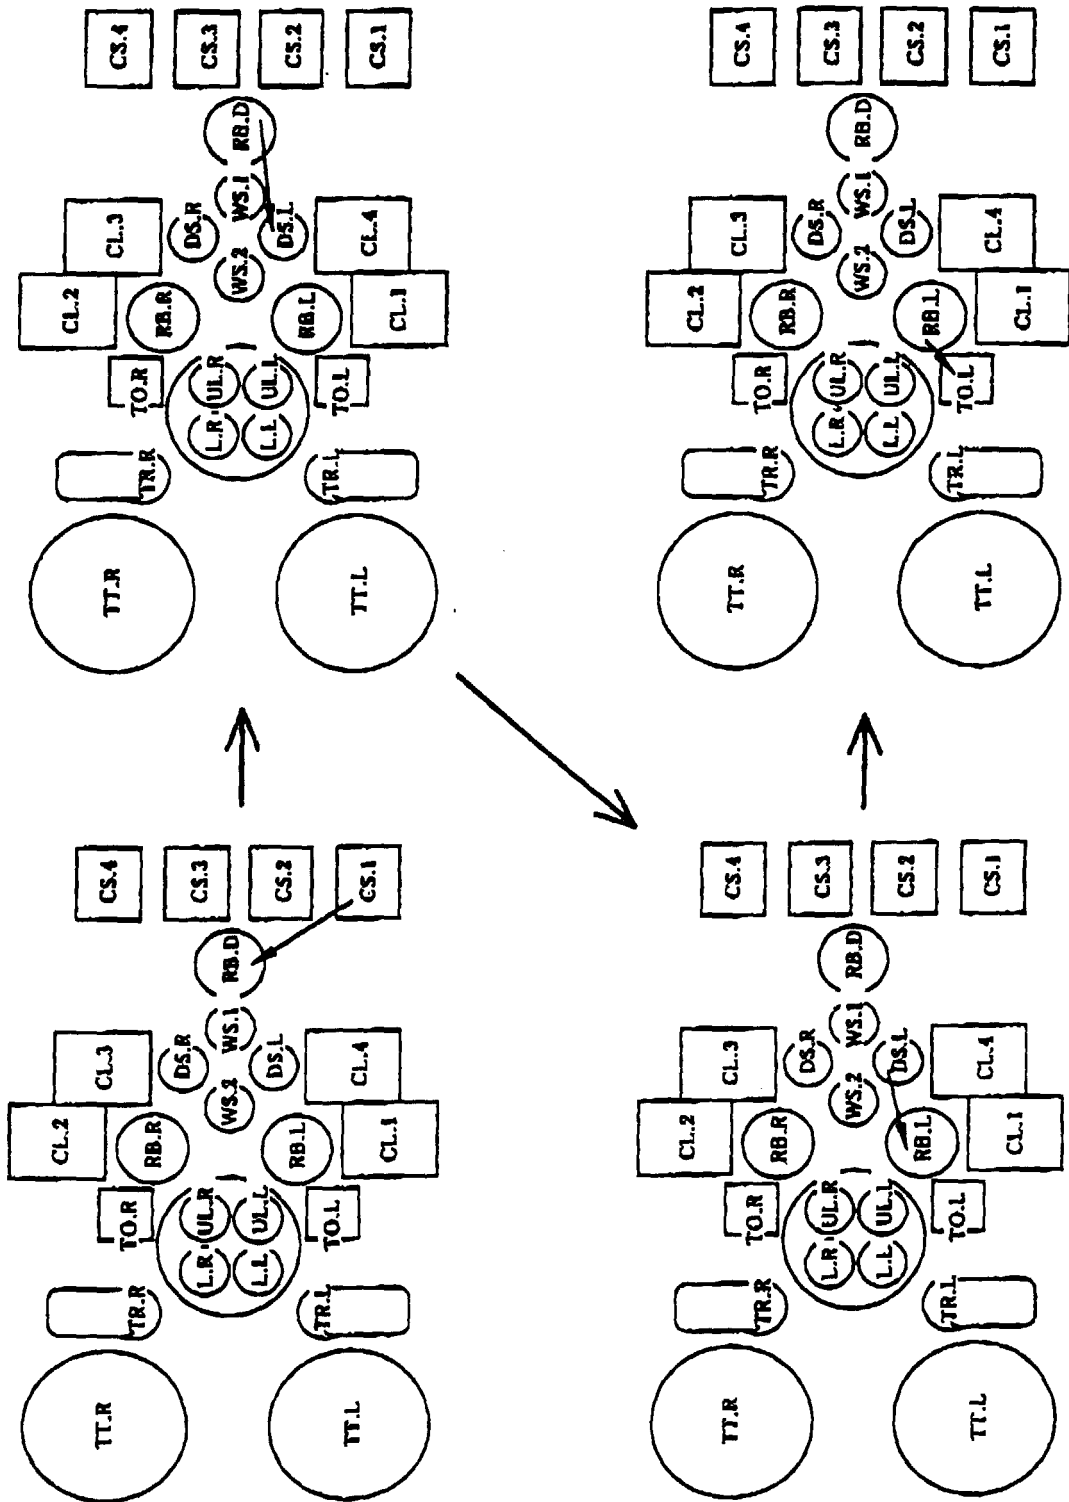 CS.4
CS.3
CS.2
CS.1
RB.D
WS.1
DS.R
DS.L
WS.2
CL.3
CL.4
CL.2
CL.1
RB.R
RB.L
TO.R
TO.L
UL.R
UL.L
L.R
L.L
TR.R
TR.L
TT.R
TT.L
CS.4
CS.3
CS.2
CS.1
RB.D
WS.1
DS.R
DS.L
WS.2
CL.3
CL.4
CL.2
CL.1
RB.R
RB.L
TO.R
TO.L
UL.R
UL.L
L.R
L.L
TR.R
TR.L
TT.R
TT.L
CS.4
CS.3
CS.2
CS.1
RB.D
WS.1
DS.R
DS.L
WS.2
CL.3
CL.4
CL.2
CL.1
RB.R
RB.L
TO.R
TO.L
UL.R
UL.L
L.R
L.L
TR.R
TR.L
TT.R
TT.L
CS.4
CS.3
CS.2
CS.1
RB.D
WS.1
DS.R
DS.L
WS.2
CL.3
CL.4
CL.2
CL.1
RB.R
RB.L
TO.R
TO.L
UL.R
UL.L
L.R
L.L
TR.R
TR.L
TT.R
TT.L